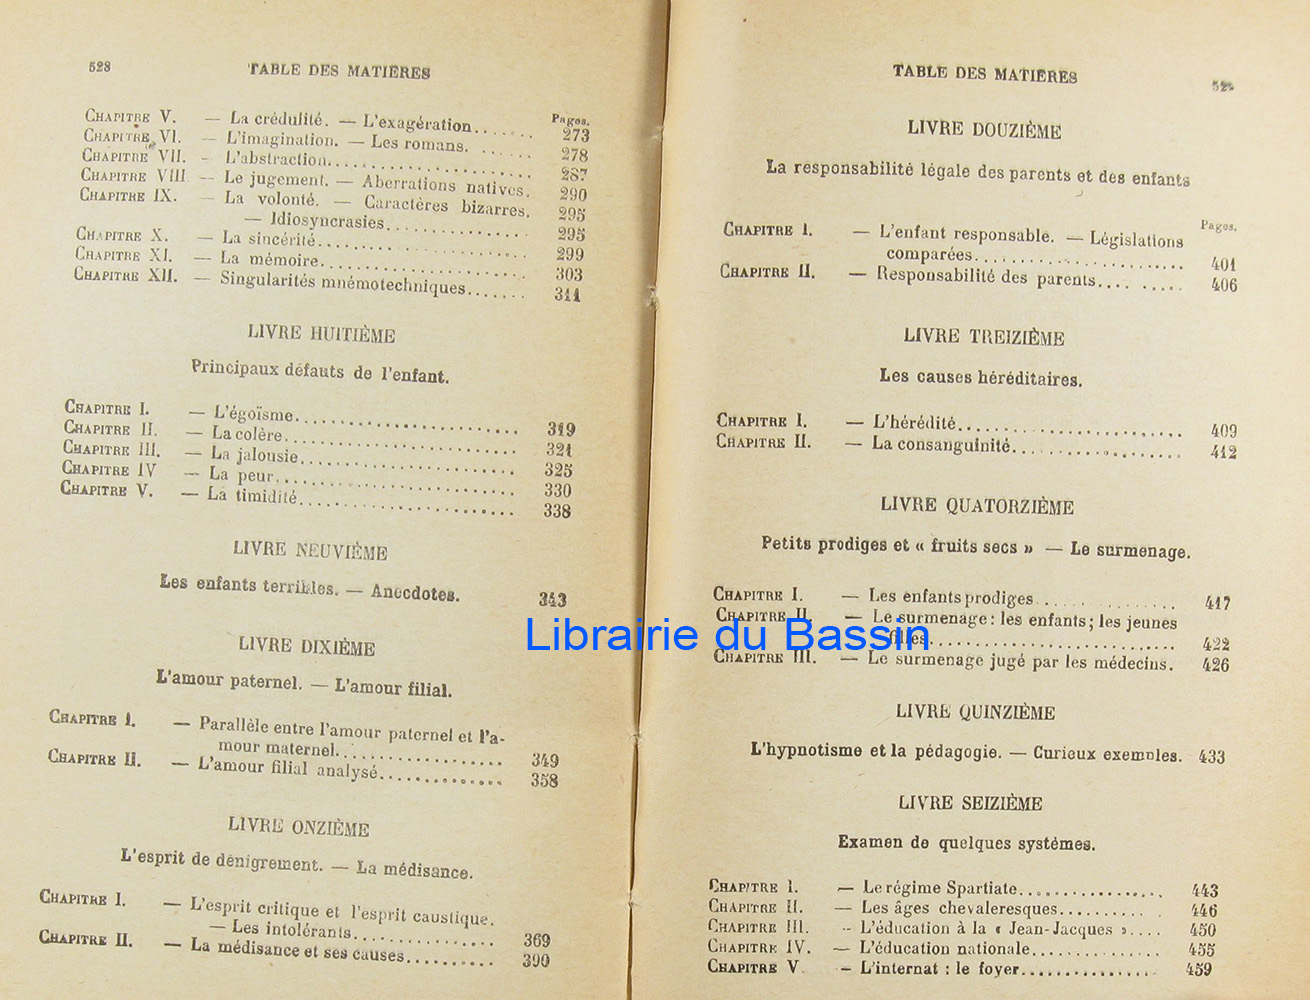 528 TABLE DES MATIÈRES
Pages.
CHAPITRE V. — La crédulité. — L'exagération........ 273
CHAPITRE VI. — L'imagination. — Les romans. ...... 278
CHAPITRE VII. — L'abstraction.................... 287
CHAPITRE VIII — Le jugement. — Aberrations natives. 290
CHAPITRE IX. — La volonté. — Caractères bizarres. 295
— Idiosyncrasies.............. 295
CHAPITRE X. — La sincérité.................... 299
CHAPITRE XI. — La mémoire.................... 303
CHAPITRE XII. — Singularités mnémotechniques....... 311
LIVRE HUITIÈME
Principaux défauts de l'enfant.
CHAPITRE I. — L'égoïsme...................... 319
CHAPITRE II. — La colère...................... 321
CHAPITRE III. — La jalousie.................... 325
CHAPITRE IV — La peur........................ 330
CHAPITRE V. — La timidité..................... 338
LIVRE NEUVIÈME
Les enfants terribles. — Anecdotes. 343
LIVRE DIXIÈME
L'amour paternel. — L'amour filial.
CHAPITRE I. — Parallèle entre l'amour paternel et l'a-
mour maternel................. 349
CHAPITRE II. — L'amour filial analysé............. 358
LIVRE ONZIÈME
L'esprit de dénigrement. — La médisance.
CHAPITRE I. — L'esprit critique et l'esprit caustique.
— Les intolérants............... 369
CHAPITRE II. — La médisance et ses causes.......... 390
TABLE DES MATIÈRES
LIVRE DOUZIÈME
La responsabilité légale des parents et des enfants
Pages.
CHAPITRE I. — L'enfant responsable. — Législations
comparées........................ 401
CHAPITRE II. — Responsabilité des parents.... ..... 406
LIVRE TREIZIÈME
Les causes héréditaires.
CHAPITRE I. — L'hérédité......................... 409
CHAPITRE II. — La consanguinité................... 412
LIVRE QUATORZIÈME
Petits prodiges et « fruits secs » — Le surmenage.
CHAPITRE I. — Les enfants prodiges................ 417
CHAPITRE II. — Le surmenage : les enfants ; les jeunes
filles............................ 422
CHAPITRE III. — Le surmenage jugé par les médecins. 426
Librairie du Bassin
LIVRE QUINZIÈME
L'hypnotisme et la pédagogie. — Curieux exemples. 433
LIVRE SEIZIÈME
Examen de quelques systèmes.
CHAPITRE I. — Le régime Spartiate................ 443
CHAPITRE II. — Les âges chevaleresques........... 446
CHAPITRE III. — L'éducation à la « Jean-Jacques ».... 450
CHAPITRE IV. — L'éducation nationale............... 455
CHAPITRE V. — L'internat : le foyer................ 459